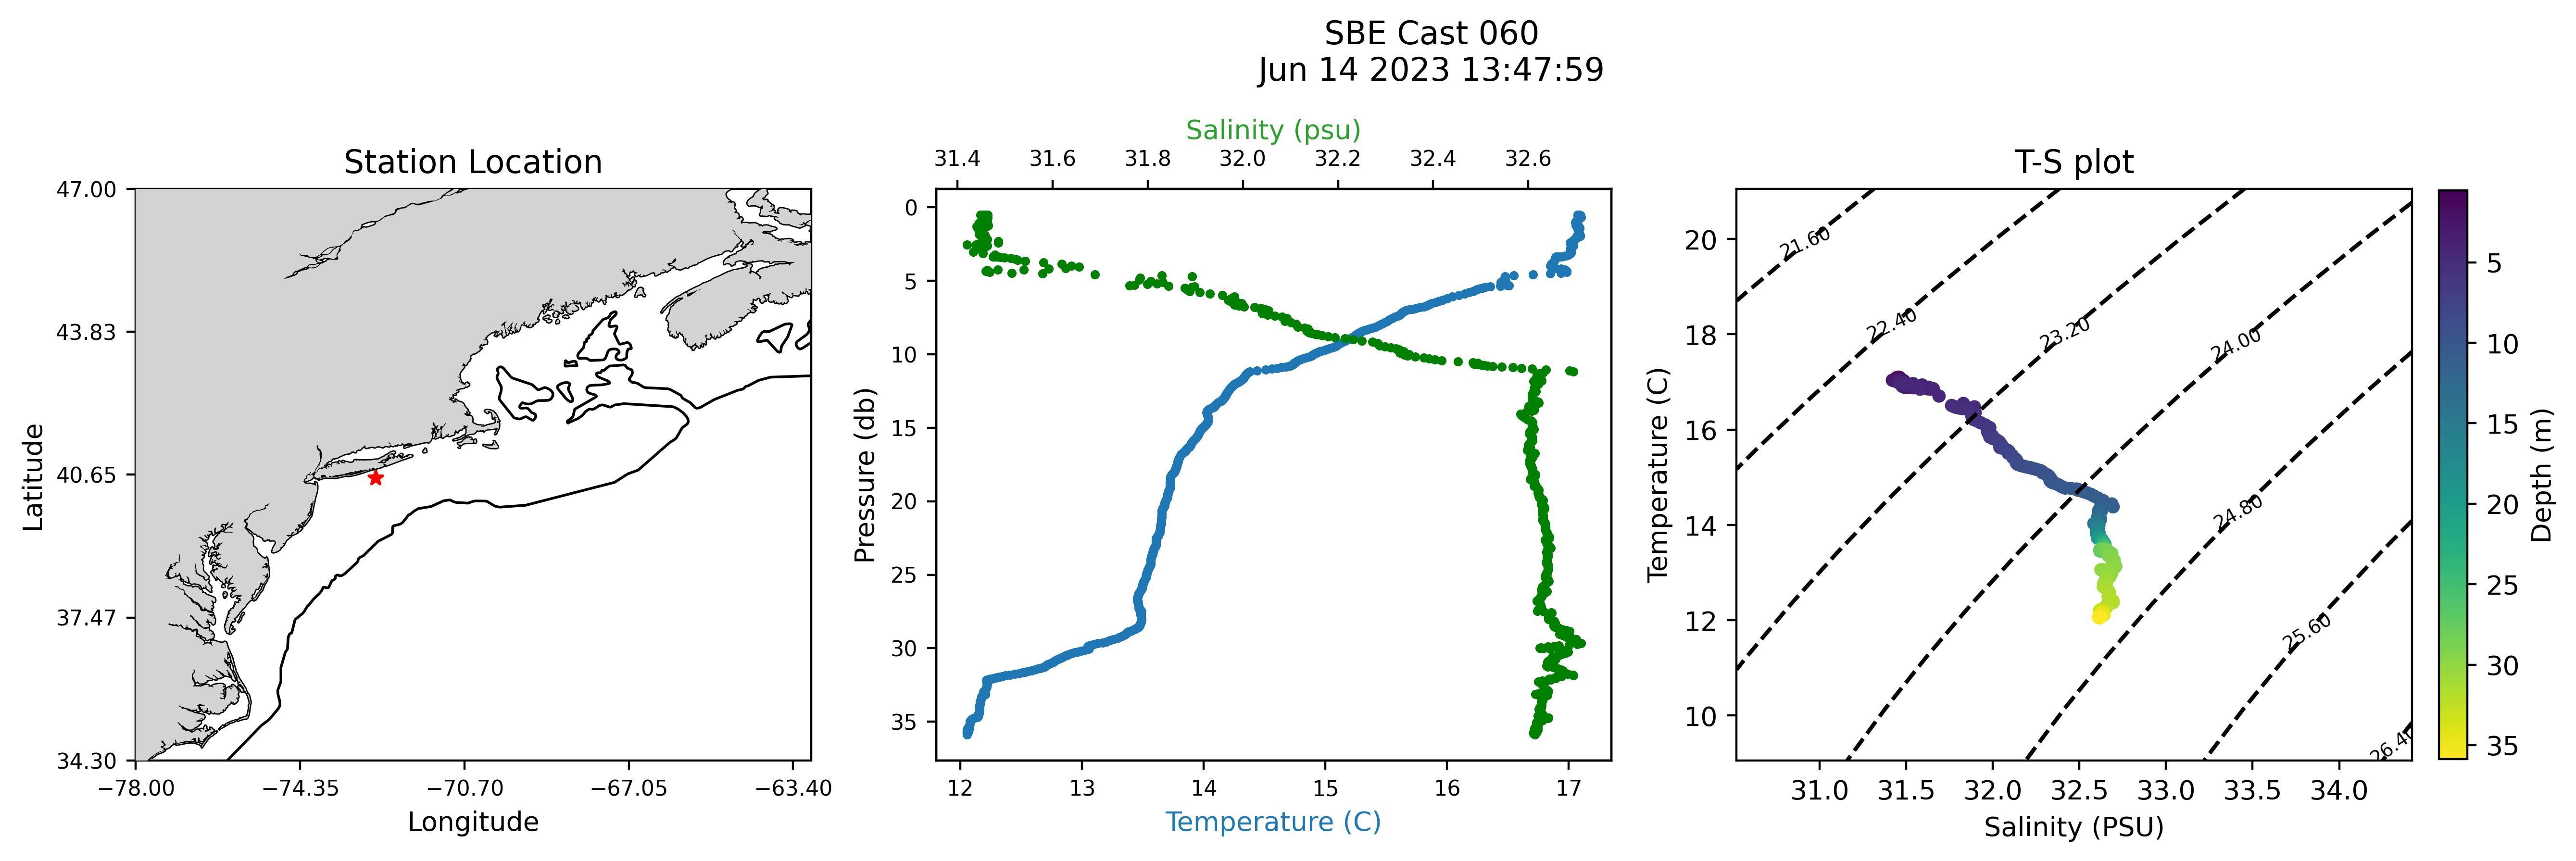 SBE Cast 060
Jun 14 2023 13:47:59
Station Location
47.00
43.83
40.65
37.47
34.30
Latitude
−78.00 −74.35 −70.70 −67.05 −63.40
Longitude
Salinity (psu)
31.4 31.6 31.8 32.0 32.2 32.4 32.6
0
5
10
15
20
25
30
35
Pressure (db)
12 13 14 15 16 17
Temperature (C)
T-S plot
20
18
16
14
12
10
Temperature (C)
21.60
22.40
23.20
24.00
24.80
25.60
31.0 31.5 32.0 32.5 33.0 33.5 34.0
Salinity (PSU)
5
10
15
20
25
30
35
Depth (m)